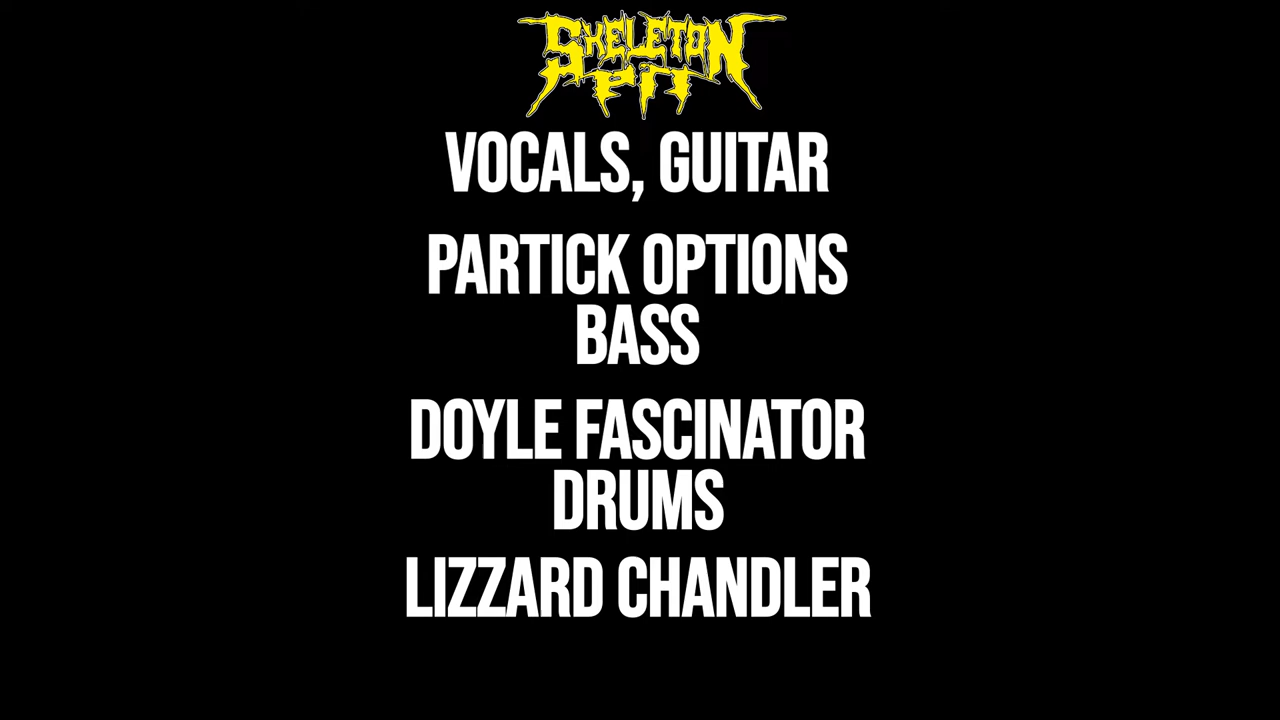 SKELETON
PIT
VOCALS, GUITAR
PARTICK OPTIONS
BASS
DOYLE FASCINATOR
DRUMS
LIZZARD CHANDLER